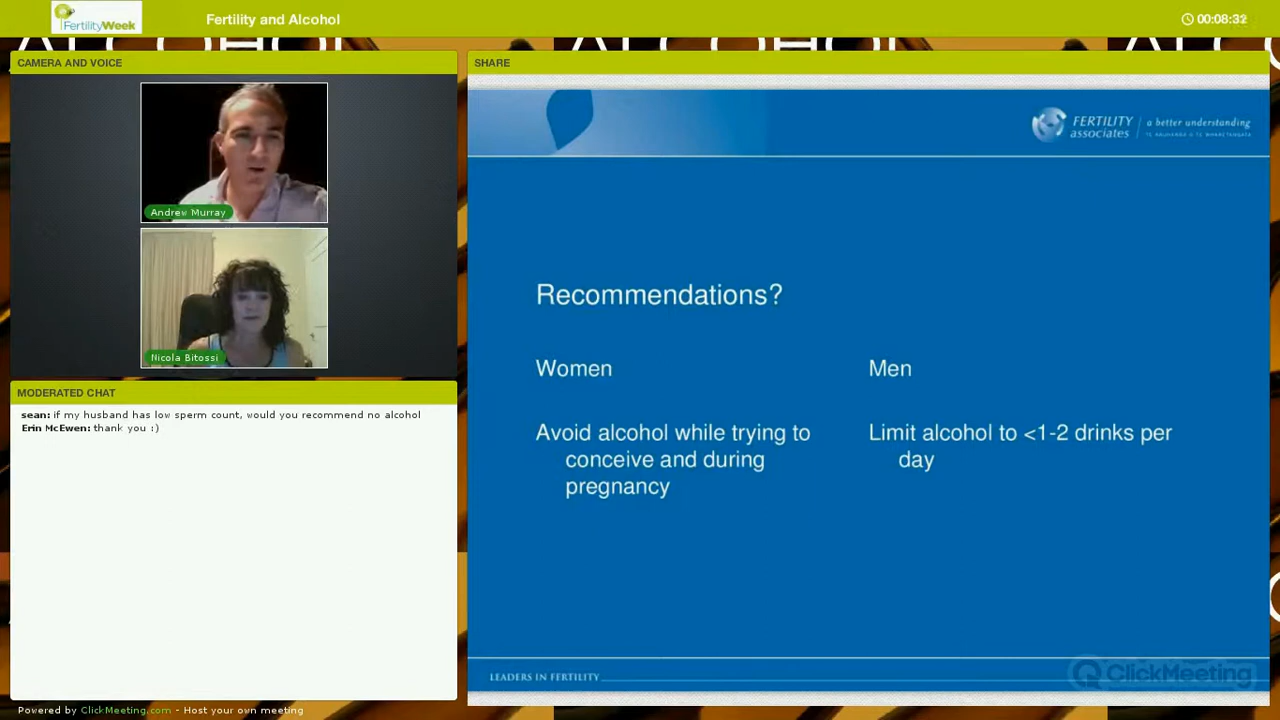 FertilityWeek
Fertility and Alcohol
00:08:32
ALCOHOL
ALCOHOL
ALCO
CAMERA AND VOICE
SHARE
Andrew Murray
Nicola Bitossi
FERTILITY
associates
a better understanding
Recommendations?
Women
Men
Avoid alcohol while trying to
conceive and during
pregnancy
Limit alcohol to <1-2 drinks per
day
MODERATED CHAT
sean: if my husband has low sperm count, would you recommend no alcohol
Erin McEwen: thank you :)
LEADERS IN FERTILITY
ClickMeeting
Powered by ClickMeeting.com - Host your own meeting